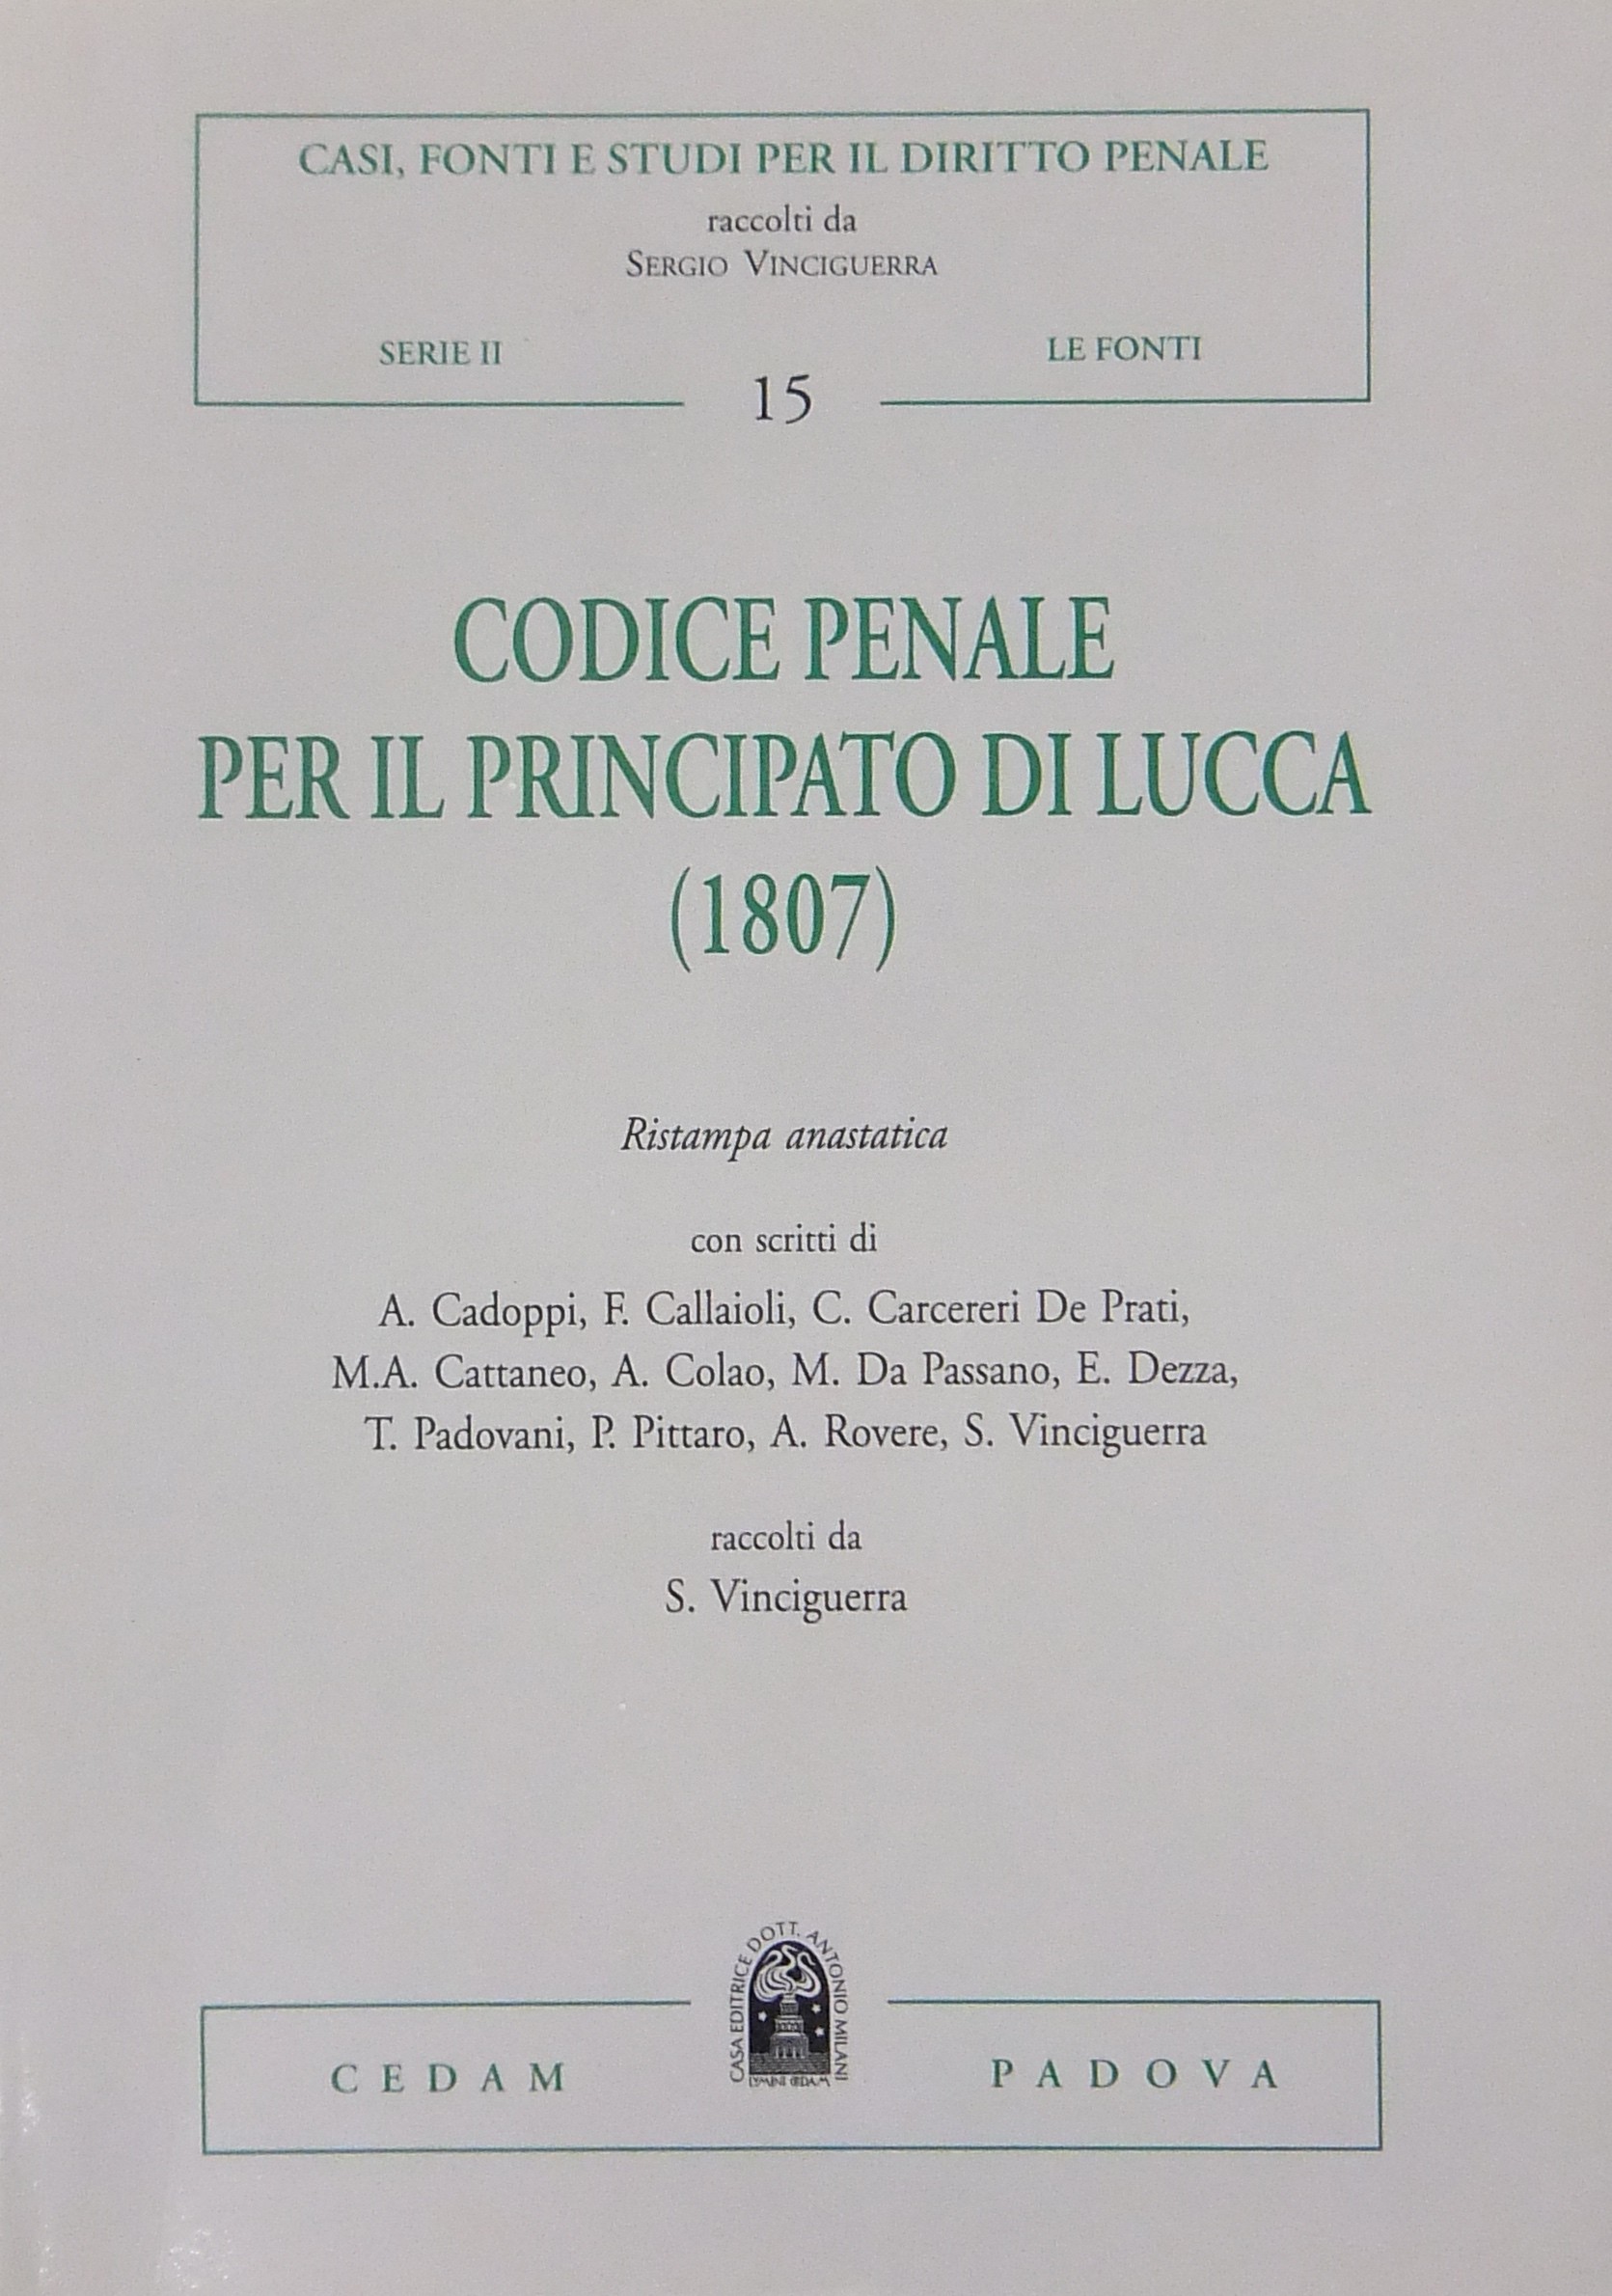 CASI, FONTI E STUDI PER IL DIRITTO PENALE
raccolti da
SERGIO VINCIGUERRA
SERIE II
LE FONTI
15
CODICE PENALE
PER IL PRINCIPATO DI LUCCA
(1807)
Ristampa anastatica
con scritti di
A. Cadoppi, F. Callaioli, C. Carcereri De Prati,
M.A. Cattaneo, A. Colao, M. Da Passano, E. Dezza,
T. Padovani, P. Pittaro, A. Rovere, S. Vinciguerra
raccolti da
S. Vinciguerra
CASA EDITRICE DOTT. ANTONIO MILANI
CEDAM
PADOVA